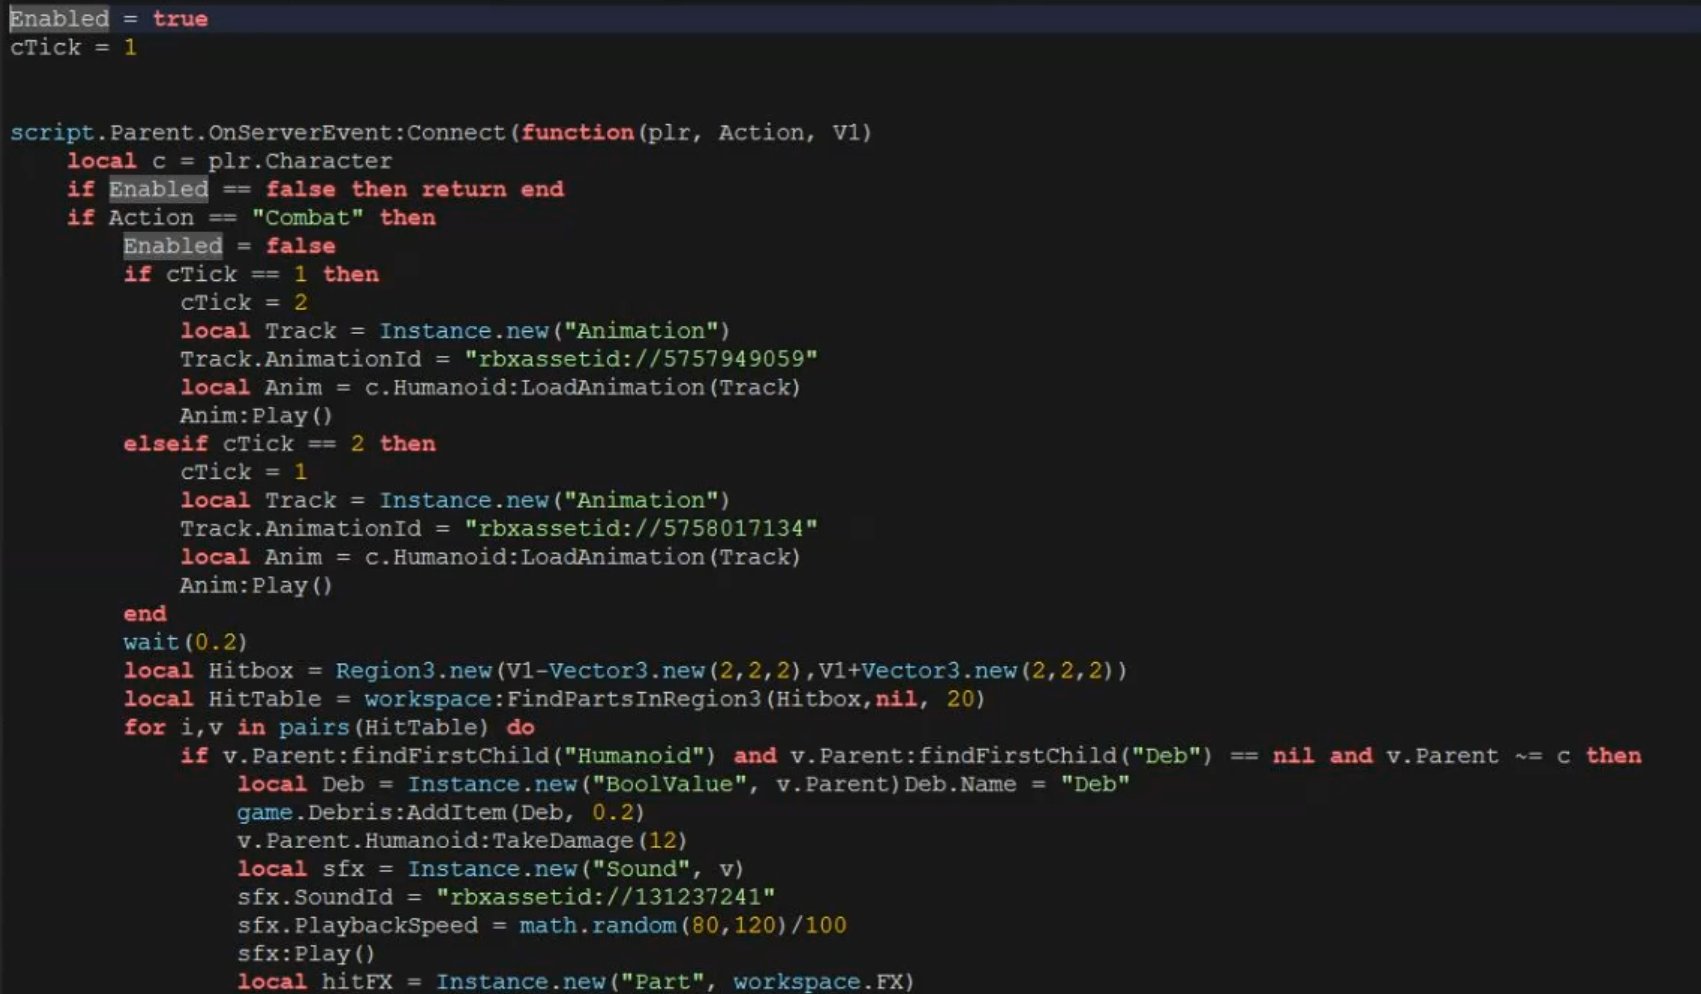 Enabled = true
cTick = 1
script.Parent.OnServerEvent:Connect(function(plr, Action, V1)
    local c = plr.Character
    if Enabled == false then return end
    if Action == "Combat" then
        Enabled = false
        if cTick == 1 then
            cTick = 2
            local Track = Instance.new("Animation")
            Track.AnimationId = "rbxassetid://5757949059"
            local Anim = c.Humanoid:LoadAnimation(Track)
            Anim:Play()
        elseif cTick == 2 then
            cTick = 1
            local Track = Instance.new("Animation")
            Track.AnimationId = "rbxassetid://5758017134"
            local Anim = c.Humanoid:LoadAnimation(Track)
            Anim:Play()
        end
        wait(0.2)
        local Hitbox = Region3.new(V1-Vector3.new(2,2,2),V1+Vector3.new(2,2,2))
        local HitTable = workspace:FindPartsInRegion3(Hitbox,nil, 20)
        for i,v in pairs(HitTable) do
            if v.Parent:findFirstChild("Humanoid") and v.Parent:findFirstChild("Deb") == nil and v.Parent ~= c then
                local Deb = Instance.new("BoolValue", v.Parent)Deb.Name = "Deb"
                game.Debris:AddItem(Deb, 0.2)
                v.Parent.Humanoid:TakeDamage(12)
                local sfx = Instance.new("Sound", v)
                sfx.SoundId = "rbxassetid://131237241"
                sfx.PlaybackSpeed = math.random(80,120)/100
                sfx:Play()
                local hitFX = Instance.new("Part", workspace.FX)